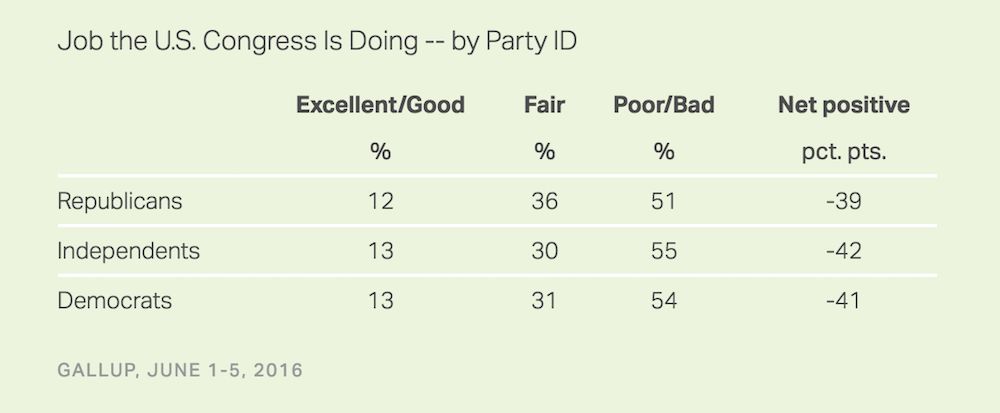 Job the U.S. Congress Is Doing -- by Party ID
Excellent/Good Fair Poor/Bad Net positive
% % % pct. pts.
Republicans 12 36 51 -39
Independents 13 30 55 -42
Democrats 13 31 54 -41
GALLUP, JUNE 1-5, 2016